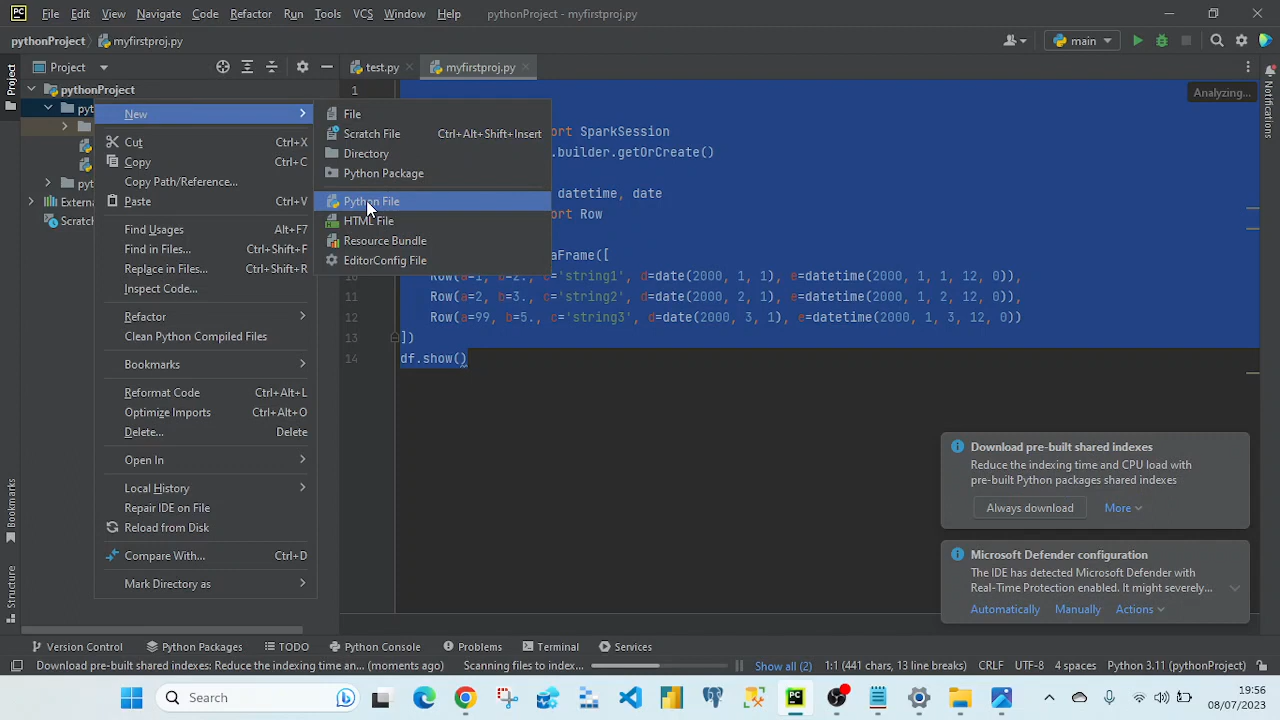 PC File Edit View Navigate Code Refactor Run Tools VCS Window Help pythonProject - myfirstproj.py
pythonProject myfirstproj.py main
Project test.py myfirstproj.py
pythonProject 1
pyt
Externa
Scratch
Analyzing...
New
Cut Ctrl+X
Copy Ctrl+C
Copy Path/Reference...
Paste Ctrl+V
Find Usages Alt+F7
Find in Files... Ctrl+Shift+F
Replace in Files... Ctrl+Shift+R
Inspect Code...
Refactor
Clean Python Compiled Files
Bookmarks
Reformat Code Ctrl+Alt+L
Optimize Imports Ctrl+Alt+O
Delete... Delete
Open In
Local History
Repair IDE on File
Reload from Disk
Compare With... Ctrl+D
Mark Directory as
File
Scratch File Ctrl+Alt+Shift+Insert
Directory
Python Package
Python File
HTML File
Resource Bundle
EditorConfig File
ort SparkSession
.builder.getOrCreate()
datetime, date
ort Row
aFrame([
Row(a=1, b=2., c='string1', d=date(2000, 1, 1), e=datetime(2000, 1, 1, 12, 0)),
11 Row(a=2, b=3., c='string2', d=date(2000, 2, 1), e=datetime(2000, 1, 2, 12, 0)),
12 Row(a=99, b=5., c='string3', d=date(2000, 3, 1), e=datetime(2000, 1, 3, 12, 0))
13 ])
14 df.show()
Download pre-built shared indexes
Reduce the indexing time and CPU load with
pre-built Python packages shared indexes
Always download More
Microsoft Defender configuration
The IDE has detected Microsoft Defender with
Real-Time Protection enabled. It might severely...
Automatically Manually Actions
Project
Bookmarks
Structure
Notifications
Version Control Python Packages TODO Python Console Problems Terminal Services
Download pre-built shared indexes: Reduce the indexing time an... (moments ago) Scanning files to index... Show all (2) 1:1 (441 chars, 13 line breaks) CRLF UTF-8 4 spaces Python 3.11 (pythonProject)
Search PC 19:56
08/07/2023